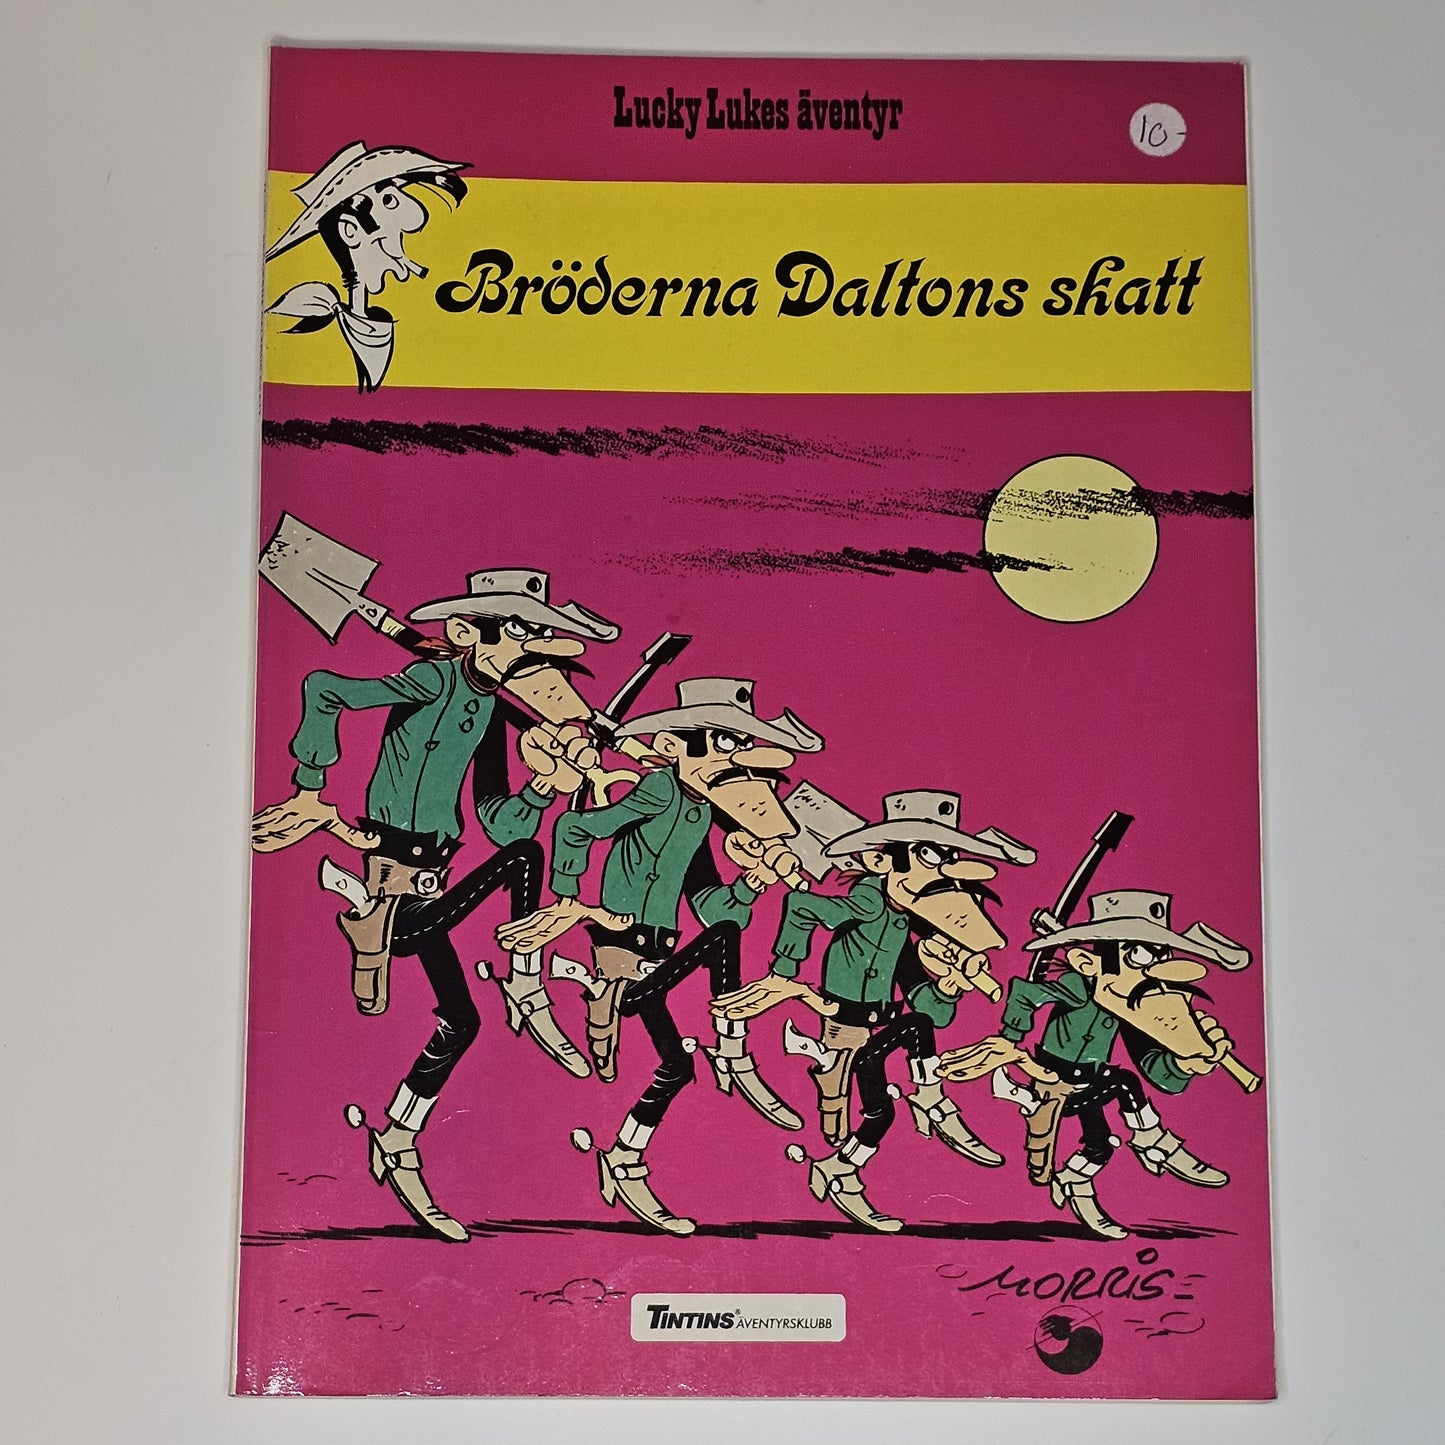 Lucky Lukes äventyr
10-
Bröderna Daltons skatt
MORRIS
TINTINS® ÄVENTYRSKLUBB